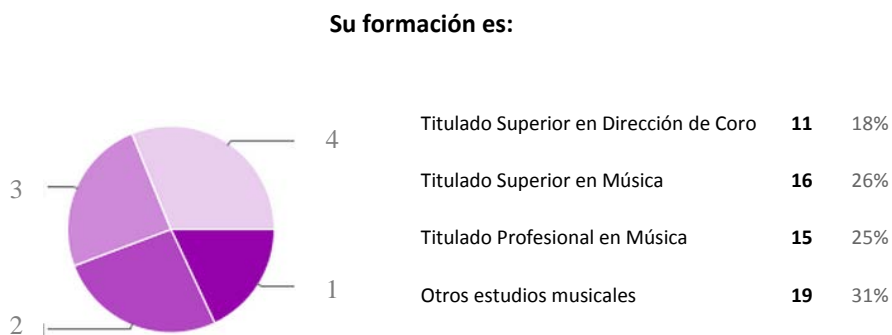 Su formación es:
4
3
1
2
Titulado Superior en Dirección de Coro 11 18%
Titulado Superior en Música 16 26%
Titulado Profesional en Música 15 25%
Otros estudios musicales 19 31%